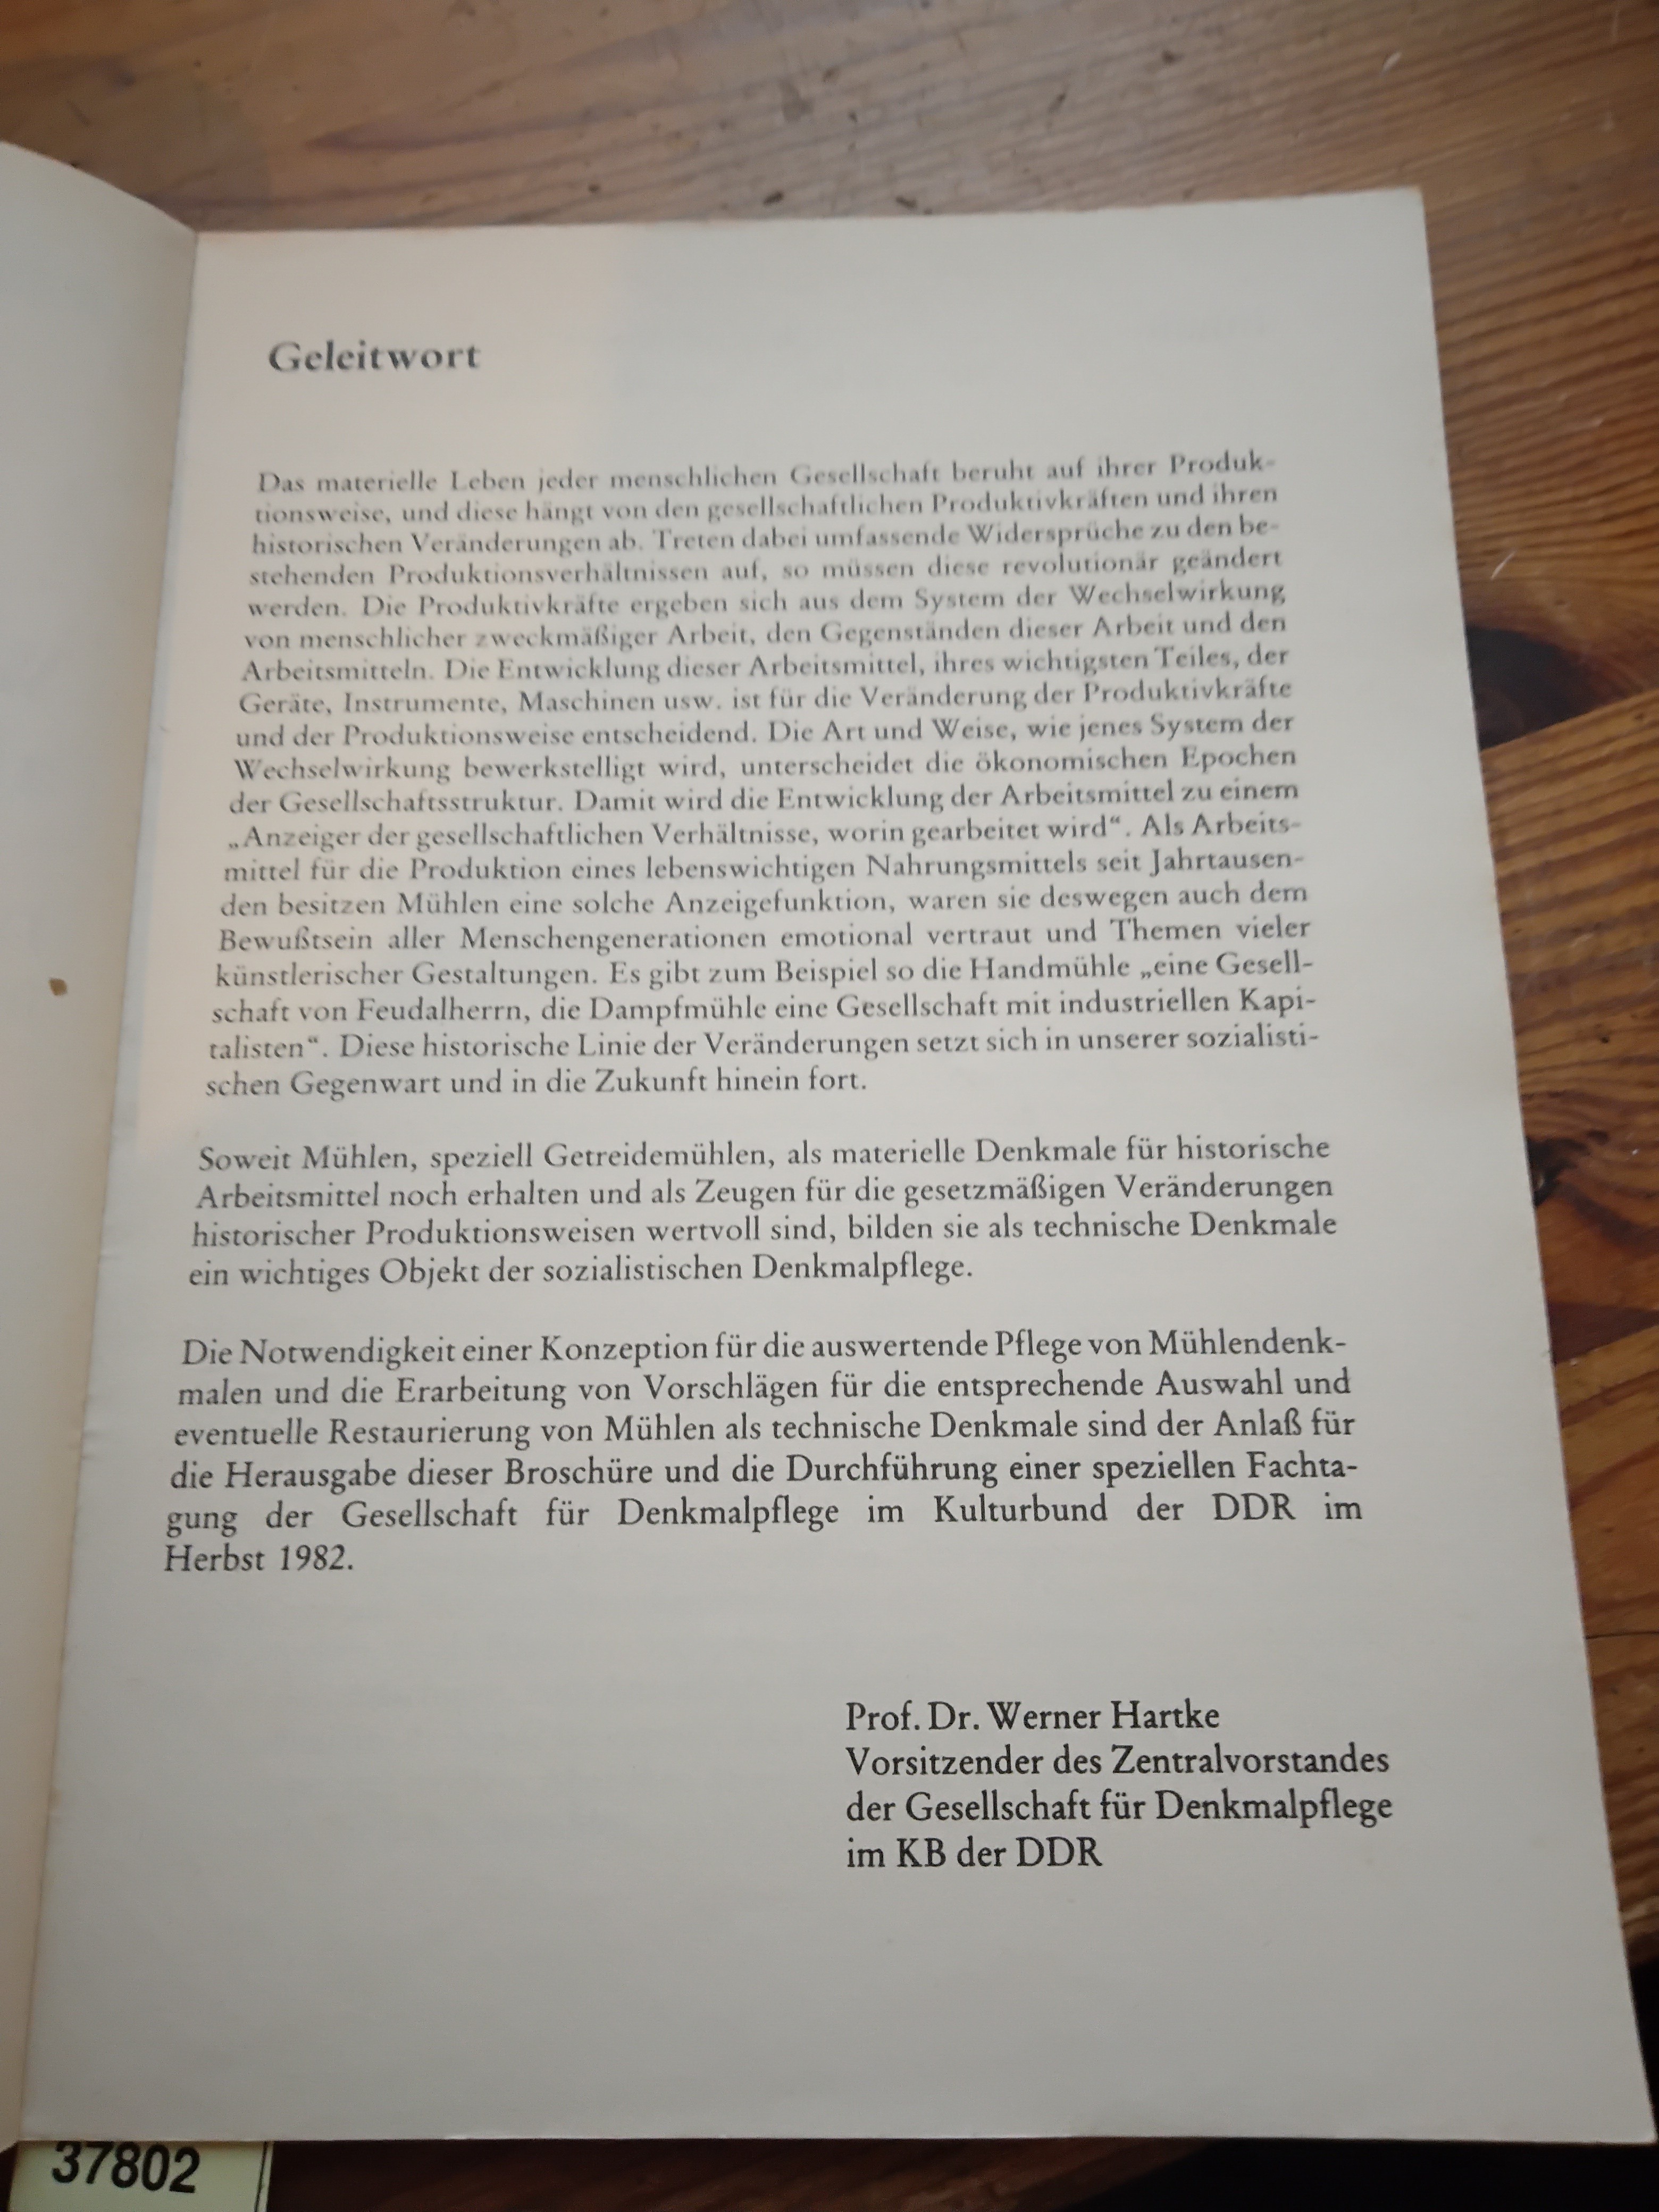 Geleitwort
Das materielle Leben jeder menschlichen Gesellschaft beruht auf ihrer Produk-
tionsweise, und diese hängt von den gesellschaftlichen Produktivkräften und ihren
historischen Veränderungen ab. Treten dabei umfassende Widersprüche zu den be-
stehenden Produktionsverhältnissen auf, so müssen diese revolutionär geändert
werden. Die Produktivkräfte ergeben sich aus dem System der Wechselwirkung
von menschlicher zweckmäßiger Arbeit, den Gegenständen dieser Arbeit und den
Arbeitsmitteln. Die Entwicklung dieser Arbeitsmittel, ihres wichtigsten Teiles, der
Geräte, Instrumente, Maschinen usw. ist für die Veränderung der Produktivkräfte
und der Produktionsweise entscheidend. Die Art und Weise, wie jenes System der
Wechselwirkung bewerkstelligt wird, unterscheidet die ökonomischen Epochen
der Gesellschaftsstruktur. Damit wird die Entwicklung der Arbeitsmittel zu einem
„Anzeiger der gesellschaftlichen Verhältnisse, worin gearbeitet wird“. Als Arbeits-
mittel für die Produktion eines lebenswichtigen Nahrungsmittels seit Jahrtausen-
den besitzen Mühlen eine solche Anzeigefunktion, waren sie deswegen auch dem
Bewußtsein aller Menschengenerationen emotional vertraut und Themen vieler
künstlerischer Gestaltungen. Es gibt zum Beispiel so die Handmühle „eine Gesell-
schaft von Feudalherrn, die Dampfmühle eine Gesellschaft mit industriellen Kapi-
talisten“. Diese historische Linie der Veränderungen setzt sich in unserer sozialisti-
schen Gegenwart und in die Zukunft hinein fort.
Soweit Mühlen, speziell Getreidemühlen, als materielle Denkmale für historische
Arbeitsmittel noch erhalten und als Zeugen für die gesetzmäßigen Veränderungen
historischer Produktionsweisen wertvoll sind, bilden sie als technische Denkmale
ein wichtiges Objekt der sozialistischen Denkmalpflege.
Die Notwendigkeit einer Konzeption für die auswertende Pflege von Mühlendenk-
malen und die Erarbeitung von Vorschlägen für die entsprechende Auswahl und
eventuelle Restaurierung von Mühlen als technische Denkmale sind der Anlaß für
die Herausgabe dieser Broschüre und die Durchführung einer speziellen Fachta-
gung der Gesellschaft für Denkmalpflege im Kulturbund der DDR im
Herbst 1982.
Prof. Dr. Werner Hartke
Vorsitzender des Zentralvorstandes
der Gesellschaft für Denkmalpflege
im KB der DDR
37802